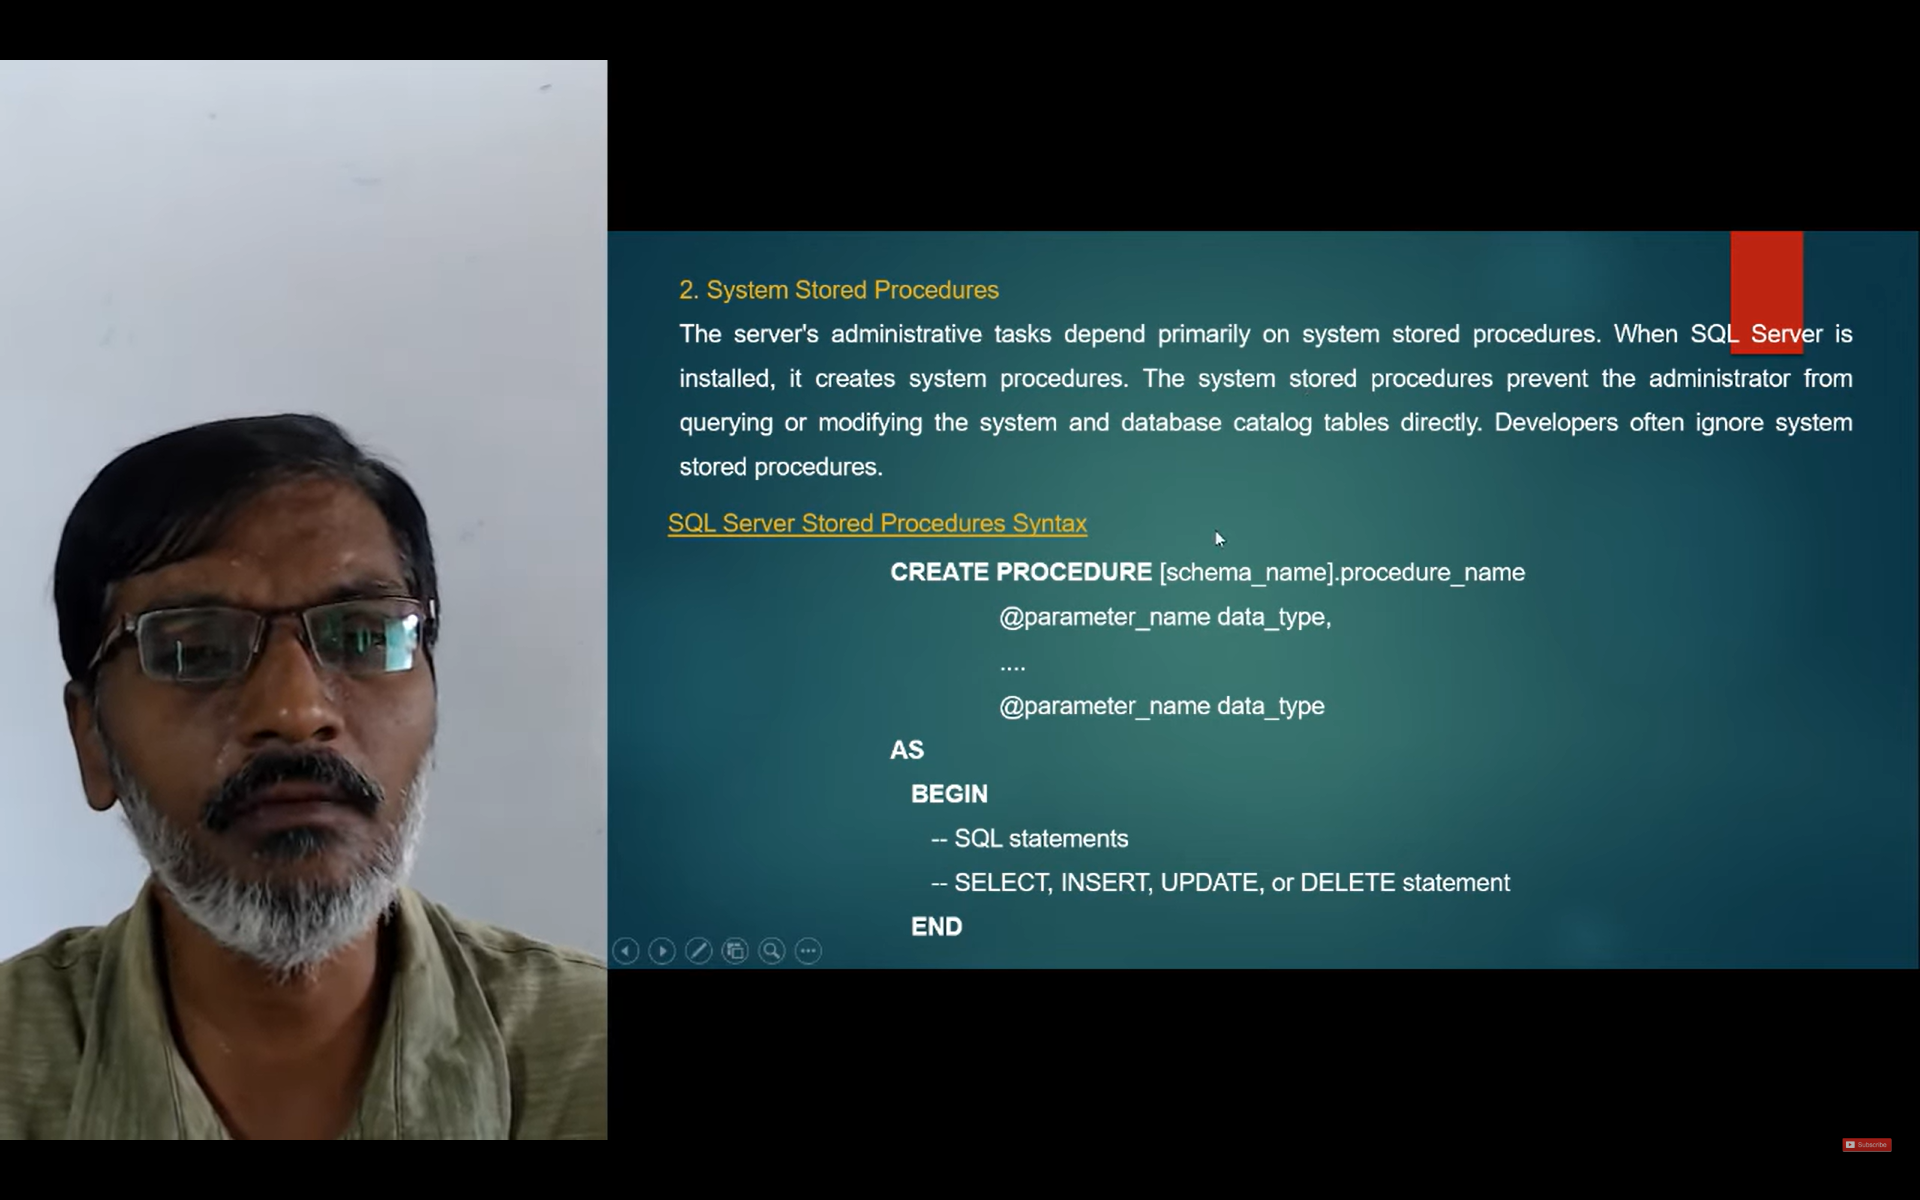 2. System Stored Procedures
The server's administrative tasks depend primarily on system stored procedures. When SQL Server is
installed, it creates system procedures. The system stored procedures prevent the administrator from
querying or modifying the system and database catalog tables directly. Developers often ignore system
stored procedures.
SQL Server Stored Procedures Syntax
CREATE PROCEDURE [schema_name].procedure_name
@parameter_name data_type,
....
@parameter_name data_type
AS
BEGIN
-- SQL statements
-- SELECT, INSERT, UPDATE, or DELETE statement
END
Subscribe